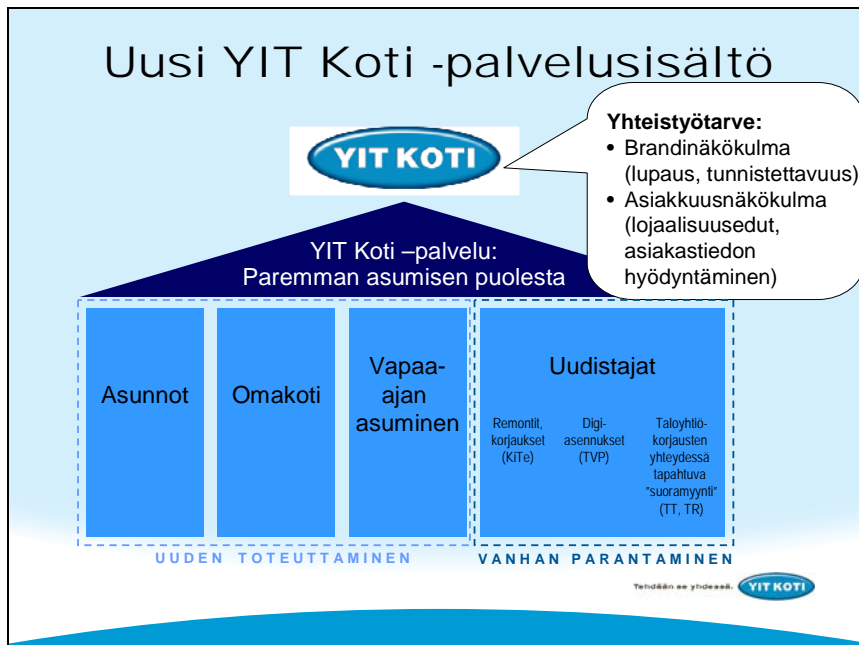 Uusi YIT Koti -palvelusisältö
YIT KOTI
Yhteistyötarve:
• Brandinäkökulma
(lupaus, tunnistettavuus)
• Asiakkuusnäkökulma
(lojaalisuusedut,
asiakastiedon
hyödyntäminen)
YIT Koti –palvelu:
Paremman asumisen puolesta
Asunnot
Omakoti
Vapaa-
ajan
asuminen
Uudistajat
Remontit,
korjaukset
(KiTe)
Digi-
asennukset
(TVP)
Taloyhtiö-
korjausten
yhteydessä
tapahtuva
"suoramyynti"
(TT, TR)
UUDEN TOTEUTTAMINEN
VANHAN PARANTAMINEN
Tehdään se yhdessä.
YIT KOTI